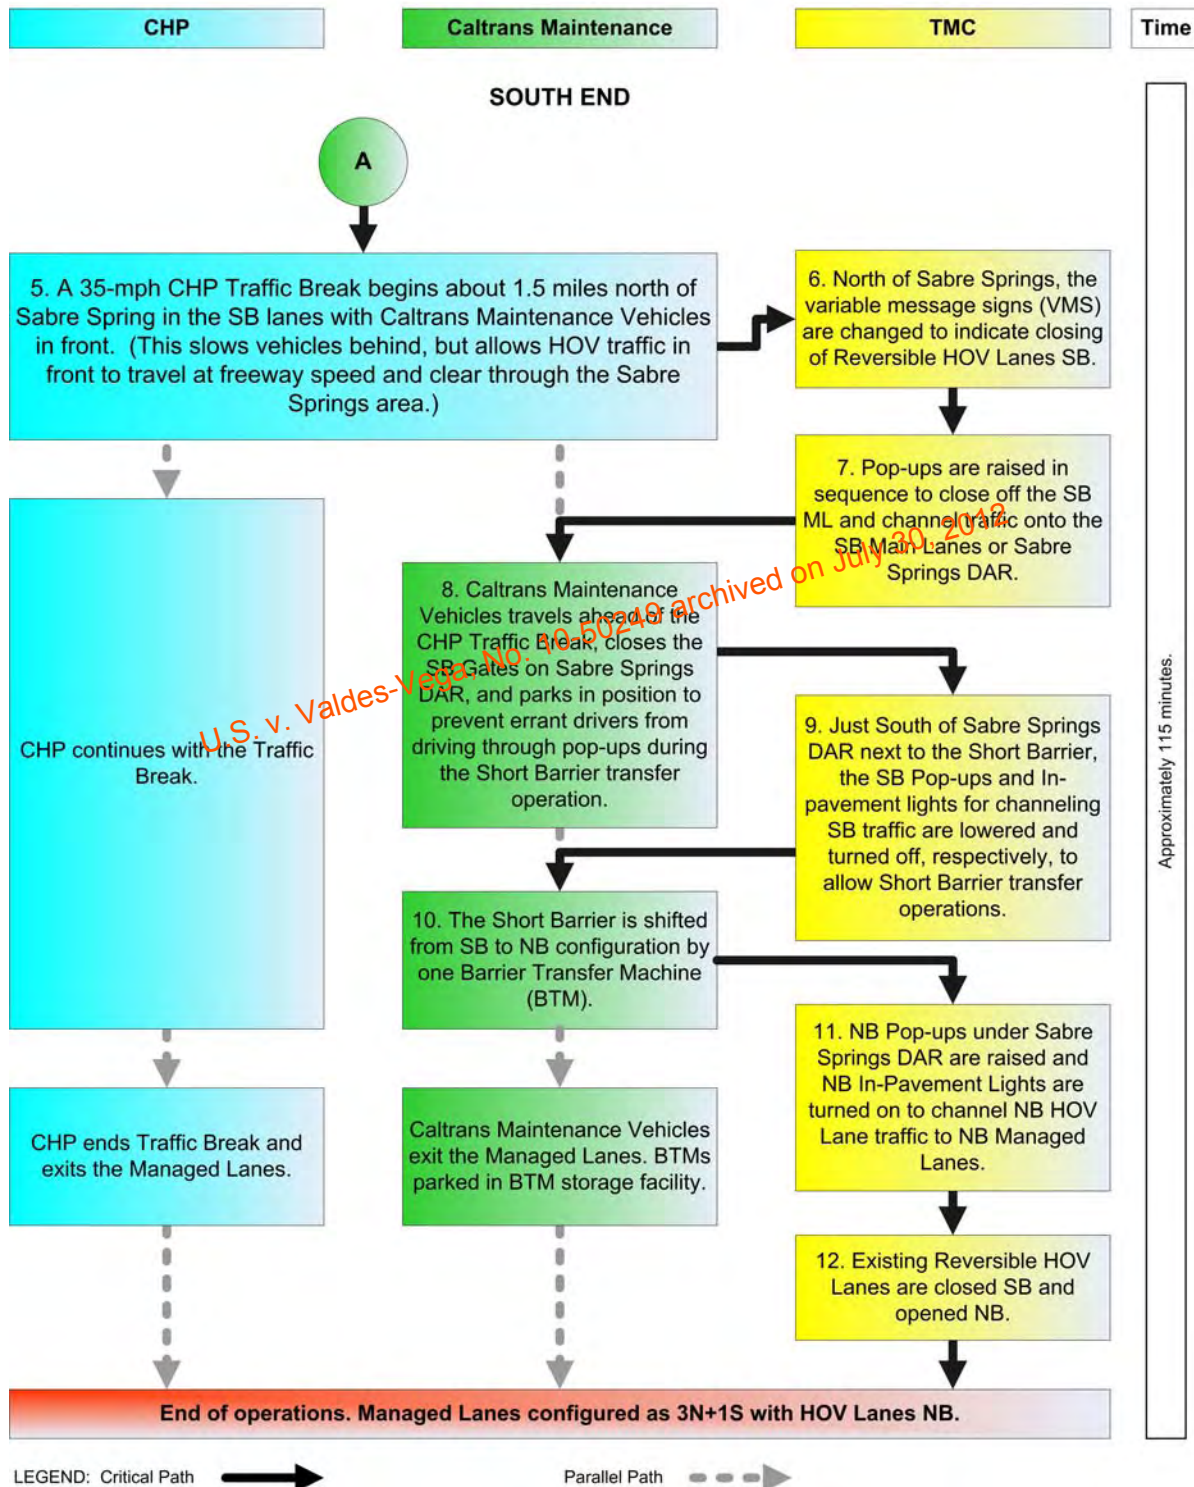 CHP
Caltrans Maintenance
TMC
Time
SOUTH END
A
5. A 35-mph CHP Traffic Break begins about 1.5 miles north of
Sabre Spring in the SB lanes with Caltrans Maintenance Vehicles
in front. (This slows vehicles behind, but allows HOV traffic in
front to travel at freeway speed and clear through the Sabre
Springs area.)
6. North of Sabre Springs, the
variable message signs (VMS)
are changed to indicate closing
of Reversible HOV Lanes SB.
7. Pop-ups are raised in
sequence to close off the SB
ML and channel traffic onto the
SB Main Lanes or Sabre
Springs DAR.
8. Caltrans Maintenance
Vehicles travels ahead of the
CHP Traffic Break, closes the
SB Gates on Sabre Springs
DAR, and parks in position to
prevent errant drivers from
driving through pop-ups during
the Short Barrier transfer
operation.
CHP continues with the Traffic
Break.
9. Just South of Sabre Springs
DAR next to the Short Barrier,
the SB Pop-ups and In-
pavement lights for channeling
SB traffic are lowered and
turned off, respectively, to
allow Short Barrier transfer
operations.
10. The Short Barrier is shifted
from SB to NB configuration by
one Barrier Transfer Machine
(BTM).
11. NB Pop-ups under Sabre
Springs DAR are raised and
NB In-Pavement Lights are
turned on to channel NB HOV
Lane traffic to NB Managed
Lanes.
CHP ends Traffic Break and
exits the Managed Lanes.
Caltrans Maintenance Vehicles
exit the Managed Lanes. BTMs
parked in BTM storage facility.
12. Existing Reversible HOV
Lanes are closed SB and
opened NB.
End of operations. Managed Lanes configured as 3N+1S with HOV Lanes NB.
Approximately 115 minutes.
LEGEND: Critical Path
Parallel Path
U.S. v. Valdes-Vega, No. 10-50249 archived on July 30, 2012